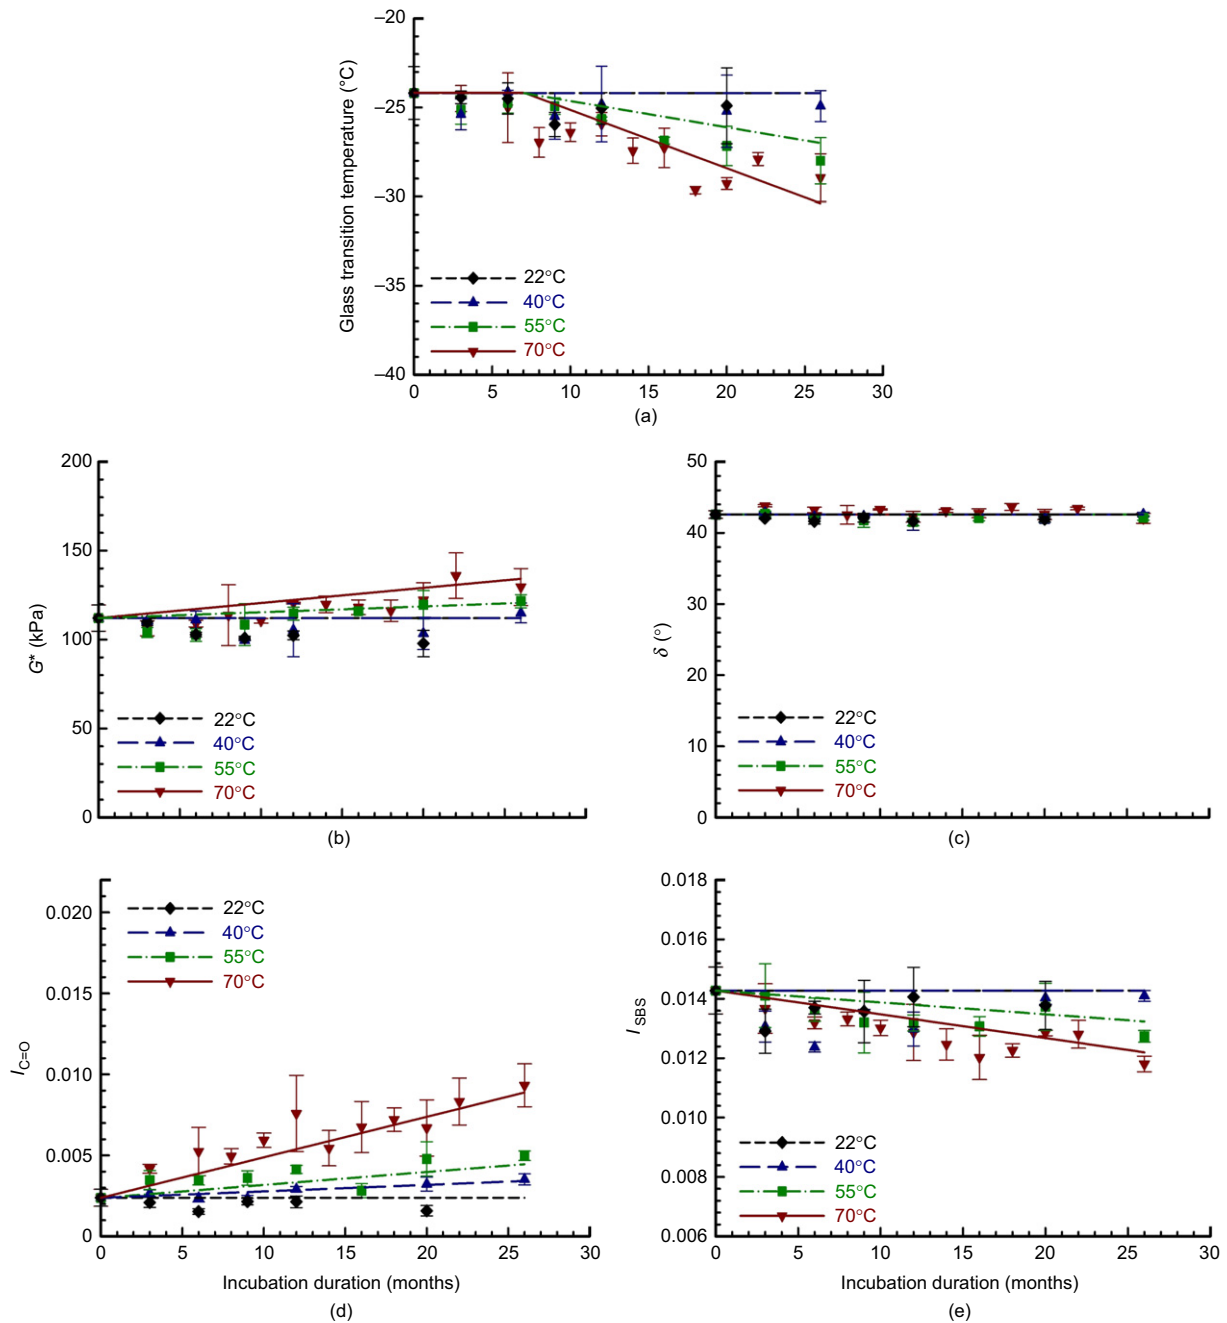 –20
–25
–30
–35
–40
Glass transition temperature (°C)
22°C
40°C
55°C
70°C
0 5 10 15 20 25 30
(a)
200
150
100
50
0
G* (kPa)
22°C
40°C
55°C
70°C
(b)
50
40
30
20
10
0
δ (°)
22°C
40°C
55°C
70°C
(c)
0.020
0.015
0.010
0.005
0
I C=O
22°C
40°C
55°C
70°C
0 5 10 15 20 25 30
Incubation duration (months)
(d)
0.018
0.016
0.014
0.012
0.010
0.008
0.006
I SBS
22°C
40°C
55°C
70°C
0 5 10 15 20 25 30
Incubation duration (months)
(e)